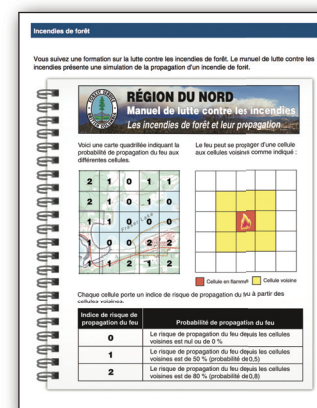 Incendies de forêt
Vous suivez une formation sur la lutte contre les incendies de forêt. Le manuel de lutte contre les
incendies présente une simulation de la propagation d'un incendie de forêt.
RÉGION DU NORD
Manuel de lutte contre les incendies
Les incendies de forêt et leur propagation
Voici une carte quadrillée indiquant la
probabilité de propagation du feu aux
différentes cellules.
Le feu peut se propager d'une cellule
aux cellules voisines comme indiqué :
2 1 0 1 1
2 1 0 1 0
1 1 0 0 0
1 0 0 2 2
1 1 2 1 2
Cellule en flammes
Cellule voisine
Chaque cellule porte un indice de risque de propagation du feu à partir des
cellules voisines.
Indice de risque de
propagation du feu
Probabilité de propagation du feu
0
Le risque de propagation du feu depuis les cellules
voisines est nul ou de 0 %
1
Le risque de propagation du feu depuis les cellules
voisines est de 50 % (probabilité de 0,5)
2
Le risque de propagation du feu depuis les cellules
voisines est de 80 % (probabilité de 0,8)